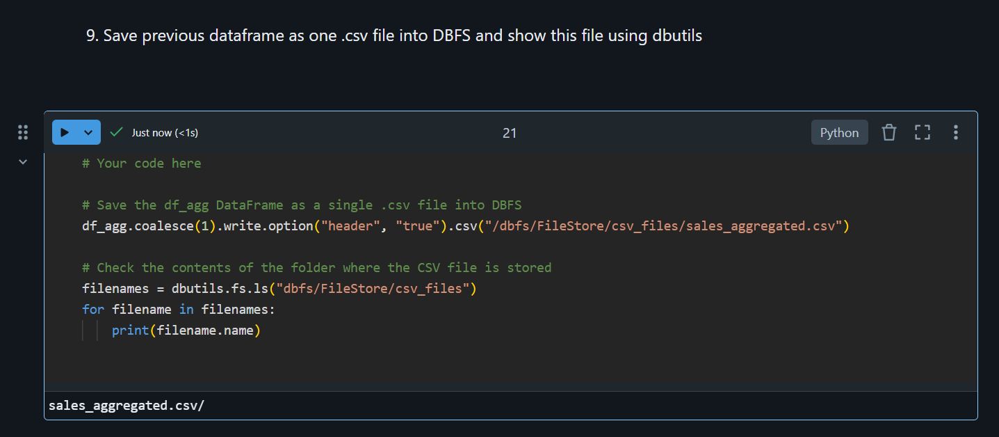 9. Save previous dataframe as one .csv file into DBFS and show this file using dbutils
Just now (<1s)
21
Python
# Your code here
# Save the df_agg DataFrame as a single .csv file into DBFS
df_agg.coalesce(1).write.option("header", "true").csv("/dbfs/FileStore/csv_files/sales_aggregated.csv")
# Check the contents of the folder where the CSV file is stored
filenames = dbutils.fs.ls("dbfs/FileStore/csv_files")
for filename in filenames:
    print(filename.name)
sales_aggregated.csv/